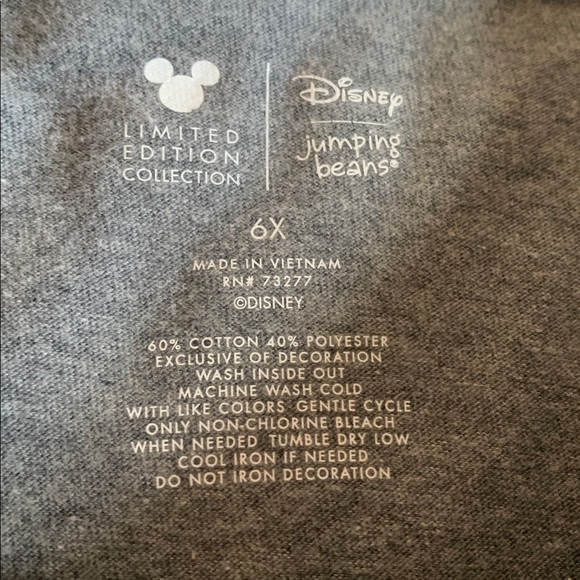 LIMITED
EDITION
COLLECTION
Disney
jumping
beans®
6X
MADE IN VIETNAM
RN# 73277
©DISNEY
60% COTTON 40% POLYESTER
EXCLUSIVE OF DECORATION
WASH INSIDE OUT
MACHINE WASH COLD
WITH LIKE COLORS GENTLE CYCLE
ONLY NON-CHLORINE BLEACH
WHEN NEEDED TUMBLE DRY LOW
COOL IRON IF NEEDED
DO NOT IRON DECORATION